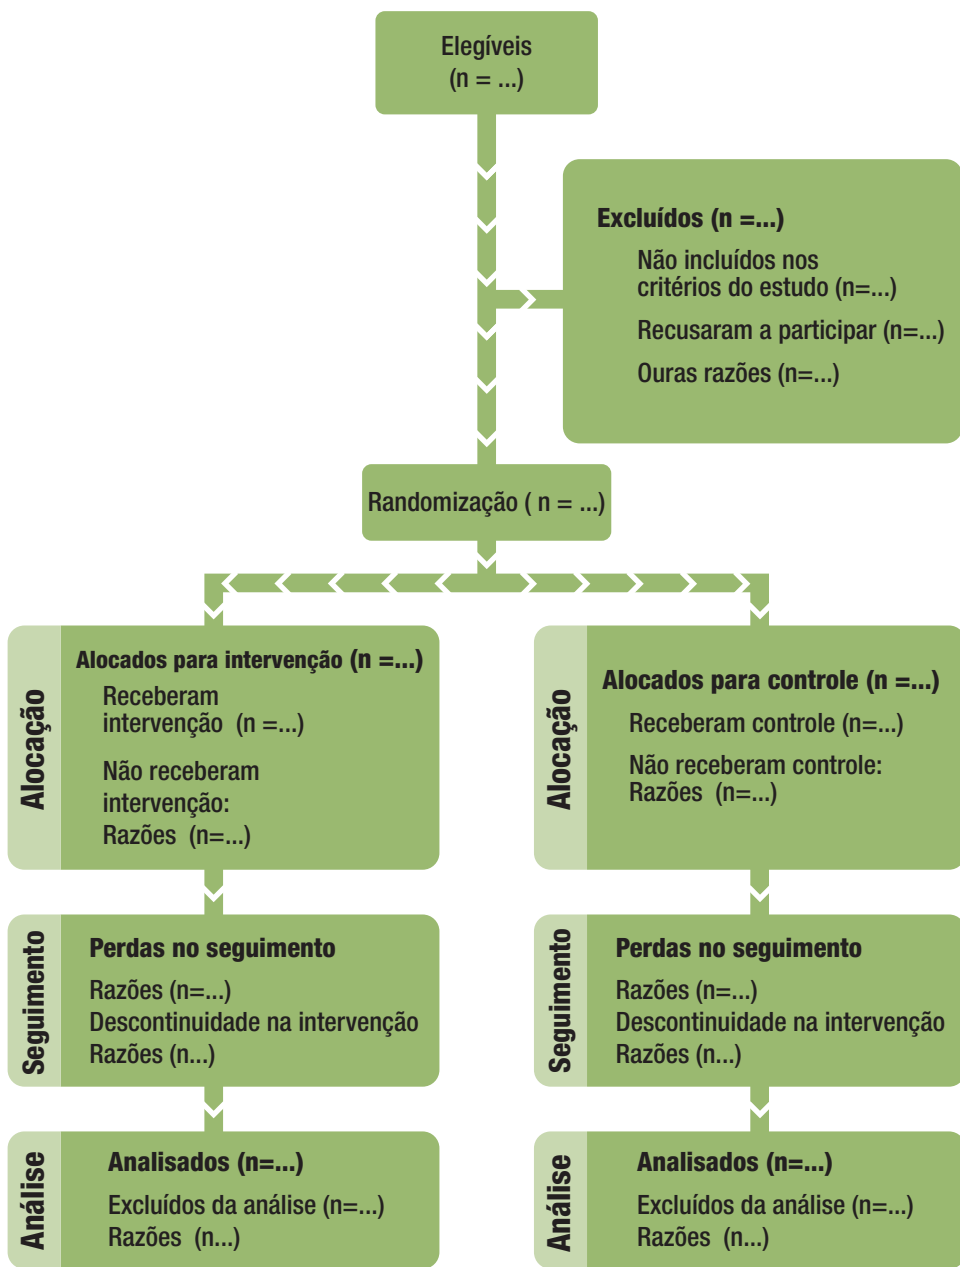 Elegíveis
(n = ...)
Excluídos (n =...)
Não incluídos nos
critérios do estudo (n=...)
Recusaram a participar (n=...)
Ouras razões (n=...)
Randomização ( n = ...)
Alocação
Alocados para intervenção (n =...)
Receberam
intervenção (n =...)
Não receberam
intervenção:
Razões (n=...)
Alocação
Alocados para controle (n =...)
Receberam controle (n=...)
Não receberam controle:
Razões (n=...)
Seguimento
Perdas no seguimento
Razões (n=...)
Descontinuidade na intervenção
Razões (n...)
Seguimento
Perdas no seguimento
Razões (n=...)
Descontinuidade na intervenção
Razões (n...)
Análise
Analisados (n=...)
Excluídos da análise (n=...)
Razões (n...)
Análise
Analisados (n=...)
Excluídos da análise (n=...)
Razões (n...)